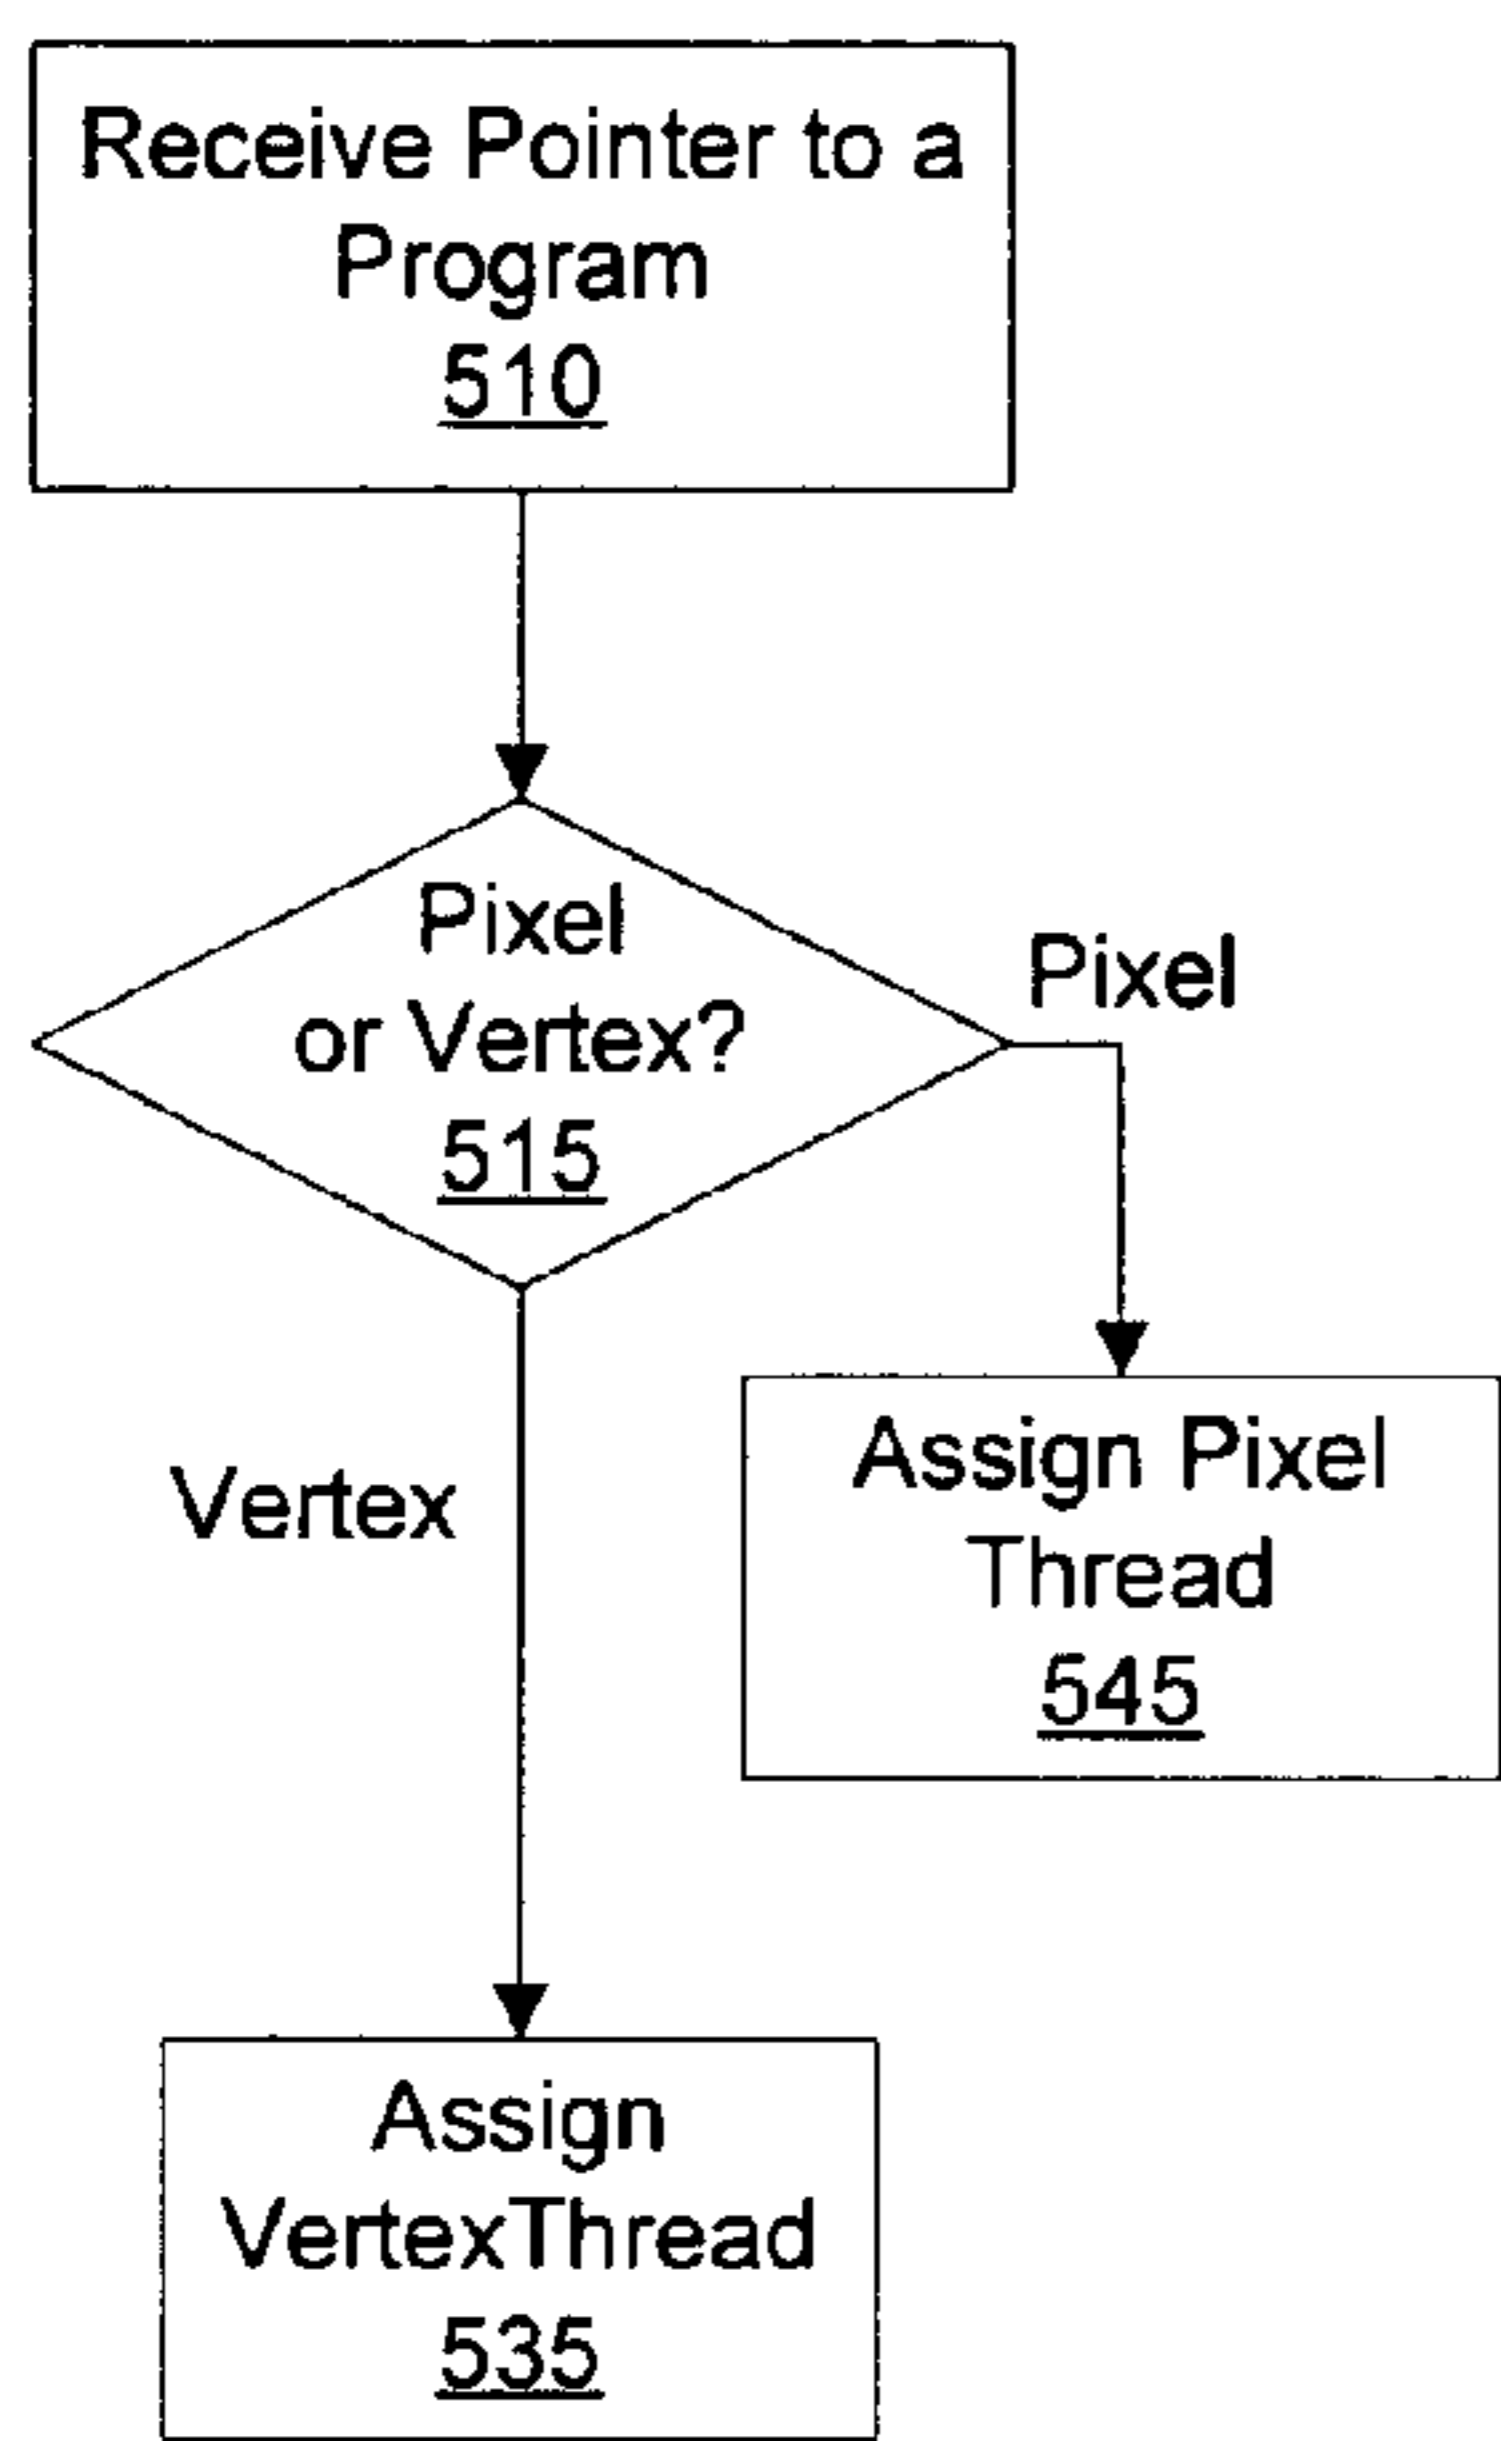 Receive Pointer to a
Program
510
Pixel
or Vertex?
515
Pixel
Vertex
Assign Pixel
Thread
545
Assign
VertexThread
535